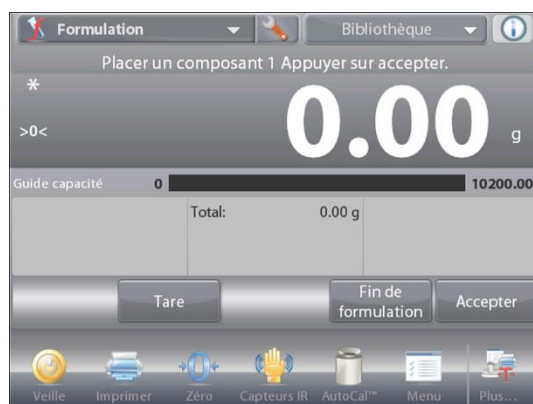 Formulation Bibliothèque
Placer un composant 1 Appuyer sur accepter.
*
>0< 0.00 g
Guide capacité 0 10200.00
Total: 0.00 g
Tare Fin de formulation Accepter
Veille Imprimer Zéro Capteurs IR AutoCal™ Menu Plus...